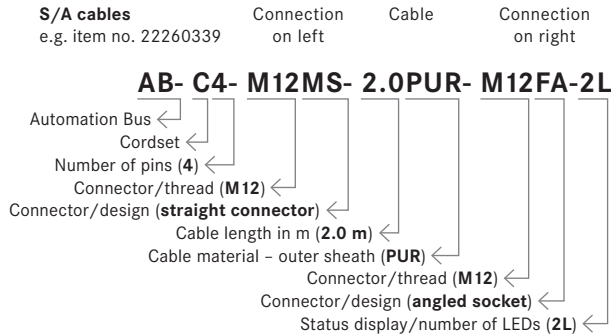 S/A cables Connection Cable Connection
e.g. item no. 22260339 on left on right
AB- C4- M12MS- 2.0PUR- M12FA-2L
Automation Bus
Cordset
Number of pins (4)
Connector/thread (M12)
Connector/design (straight connector)
Cable length in m (2.0 m)
Cable material – outer sheath (PUR)
Connector/thread (M12)
Connector/design (angled socket)
Status display/number of LEDs (2L)